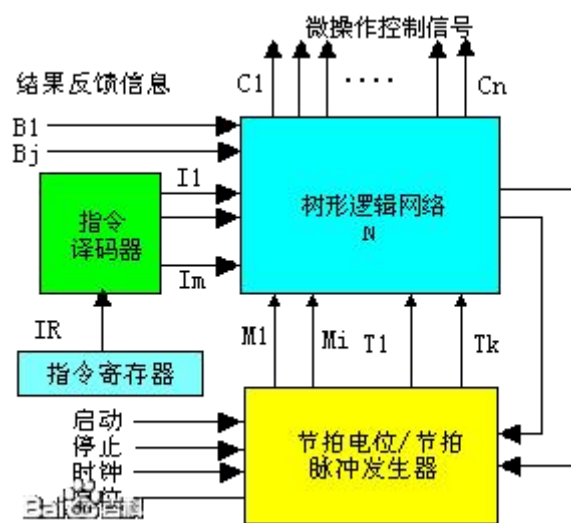 微操作控制信号
结果反馈信息
C1
....
Cn
B1
Bj
I1
树形逻辑网络
N
指令
译码器
Im
IR
M1
Mi
T1
Tk
指令寄存器
启动
停止
时钟
节拍电位/节拍
脉冲发生器
位